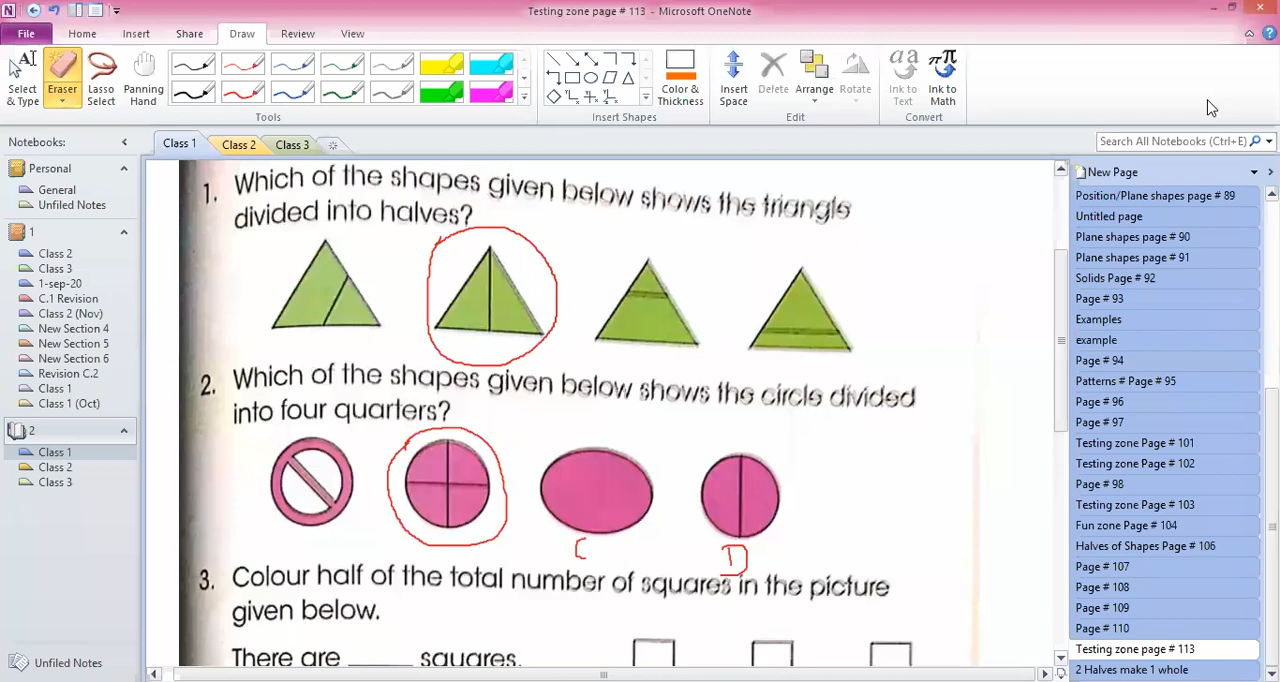 Testing zone page # 113 - Microsoft OneNote
File Home Insert Share Draw Review View
Select & Type
Eraser
Lasso Select
Panning Hand
Color & Thickness
Insert Space
Delete
Arrange
Rotate
Ink to Text
Ink to Math
Tools
Insert Shapes
Edit
Convert
Notebooks:
Class 1
Class 2
Class 3
Search All Notebooks (Ctrl+E)
Personal
General
Unfiled Notes
1
Class 2
Class 3
1-sep-20
C.1 Revision
Class 2 (Nov)
New Section 4
New Section 5
New Section 6
Revision C.2
Class 1
Class 1 (Oct)
2
Class 1
Class 2
Class 3
Unfiled Notes
1. Which of the shapes given below shows the triangle
divided into halves?
2. Which of the shapes given below shows the circle divided
into four quarters?
C D
3. Colour half of the total number of squares in the picture
given below.
There are ____ squares.
New Page
Position/Plane shapes page # 89
Untitled page
Plane shapes page # 90
Plane shapes page # 91
Solids Page # 92
Page # 93
Examples
example
Page # 94
Patterns # Page # 95
Page # 96
Page # 97
Testing zone Page # 101
Testing zone Page # 102
Page # 98
Testing zone Page # 103
Fun zone Page # 104
Halves of Shapes Page # 106
Page # 107
Page # 108
Page # 109
Page # 110
Testing zone page # 113
2 Halves make 1 whole